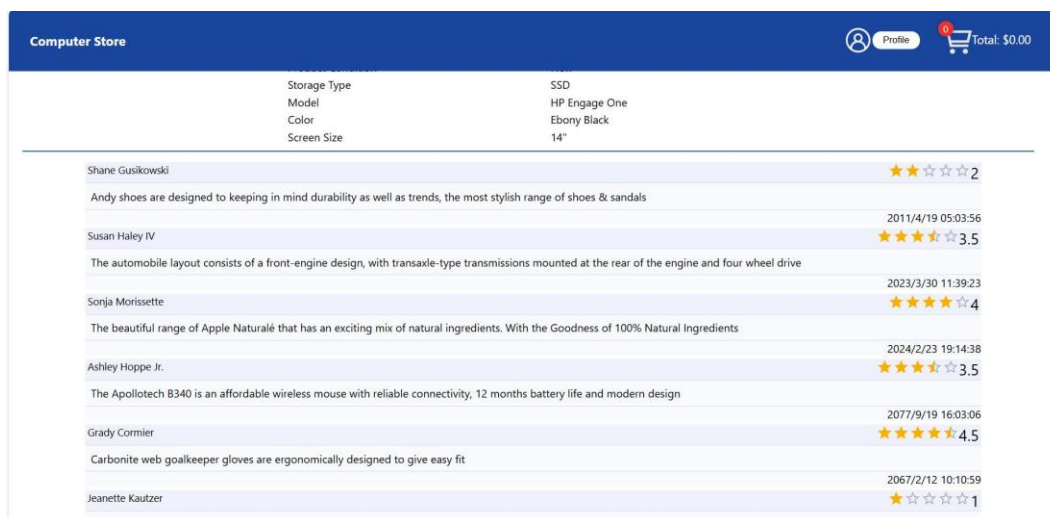 Computer Store
Profile
0
Total: $0.00
Storage Type SSD
Model HP Engage One
Color Ebony Black
Screen Size 14"
Shane Gusikowski 2
Andy shoes are designed to keeping in mind durability as well as trends, the most stylish range of shoes & sandals
2011/4/19 05:03:56
Susan Haley IV 3.5
The automobile layout consists of a front-engine design, with transaxle-type transmissions mounted at the rear of the engine and four wheel drive
2023/3/30 11:39:23
Sonja Morissette 4
The beautiful range of Apple Naturalé that has an exciting mix of natural ingredients. With the Goodness of 100% Natural Ingredients
2024/2/23 19:14:38
Ashley Hoppe Jr. 3.5
The Apollotech B340 is an affordable wireless mouse with reliable connectivity, 12 months battery life and modern design
2077/9/19 16:03:06
Grady Cormier 4.5
Carbonite web goalkeeper gloves are ergonomically designed to give easy fit
2067/2/12 10:10:59
Jeanette Kautzer 1